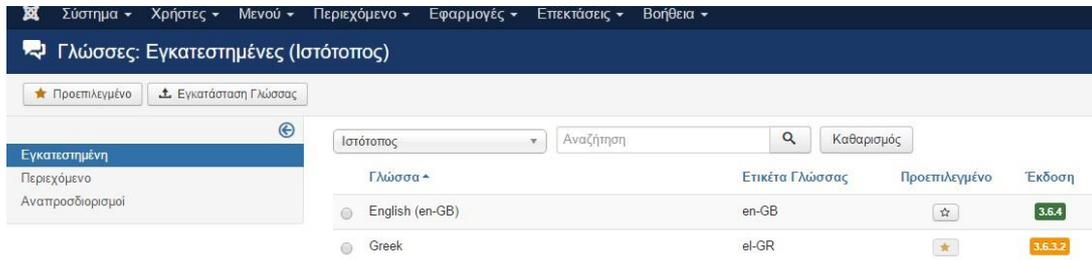 Σύστημα Χρήστες Μενού Περιεχόμενο Εφαρμογές Επεκτάσεις Βοήθεια
Γλώσσες: Εγκατεστημένες (Ιστότοπος)
Προεπιλεγμένο Εγκατάσταση Γλώσσας
Εγκατεστημένη
Περιεχόμενο
Αναπροσδιορισμοί
Ιστότοπος Αναζήτηση Καθαρισμός
Γλώσσα Ετικέτα Γλώσσας Προεπιλεγμένο Έκδοση
English (en-GB) en-GB 3.6.4
Greek el-GR 3.6.3.2